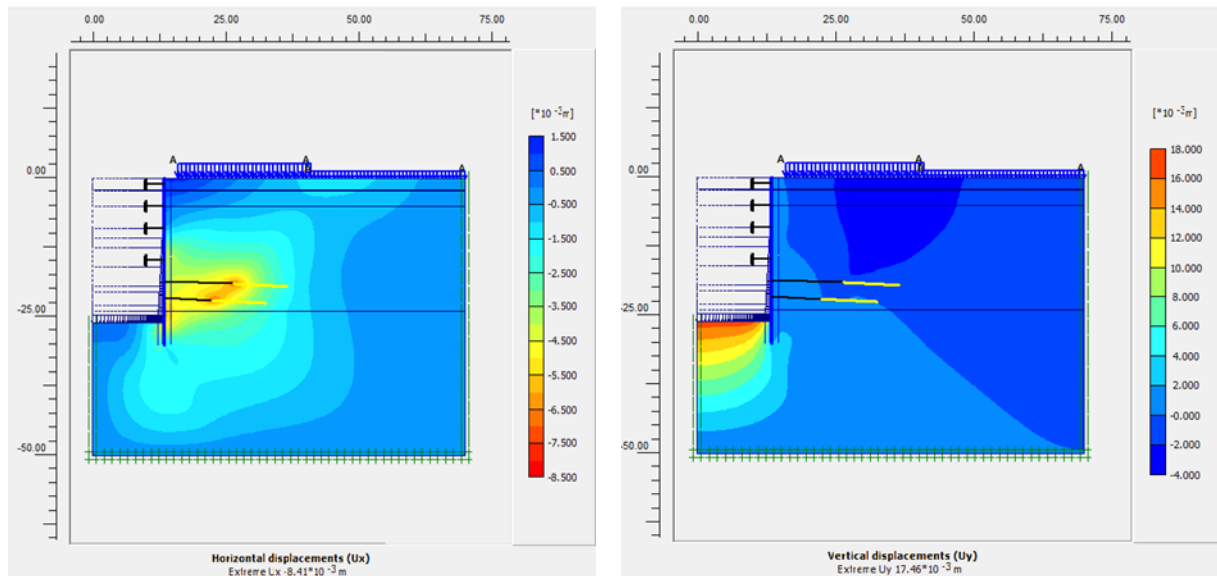 0.00 25.00 50.00 75.00
[*10 -3m]
1.500
0.500
-0.500
-1.500
-2.500
-3.500
-4.500
-5.500
-6.500
-7.500
-8.500
0.00
-25.00
-50.00
A A A
Horizontal displacements (Ux)
Extreme Ux -8.41*10 -3 m
0.00 25.00 50.00 75.00
[*10 -3m]
18.000
16.000
14.000
12.000
10.000
8.000
6.000
4.000
2.000
-0.000
-2.000
-4.000
0.00
-25.00
-50.00
A A A
Vertical displacements (Uy)
Extreme Uy 17.46*10 -3 m